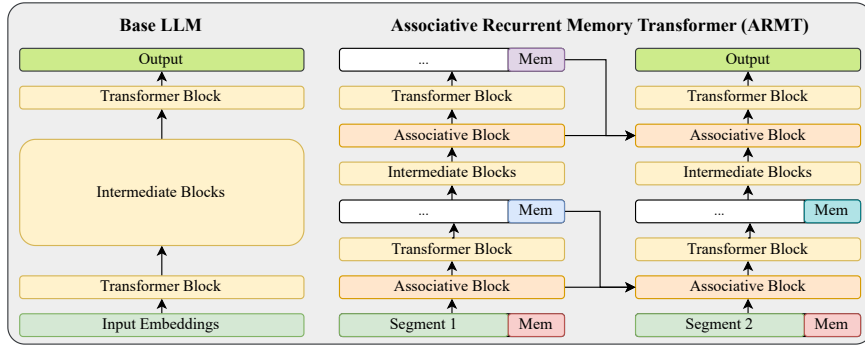 Base LLM
Output
Transformer Block
Intermediate Blocks
Transformer Block
Input Embeddings
Associative Recurrent Memory Transformer (ARMT)
... Mem
Transformer Block
Associative Block
Intermediate Blocks
... Mem
Transformer Block
Associative Block
Segment 1 Mem
Output
Transformer Block
Associative Block
Intermediate Blocks
... Mem
Transformer Block
Associative Block
Segment 2 Mem